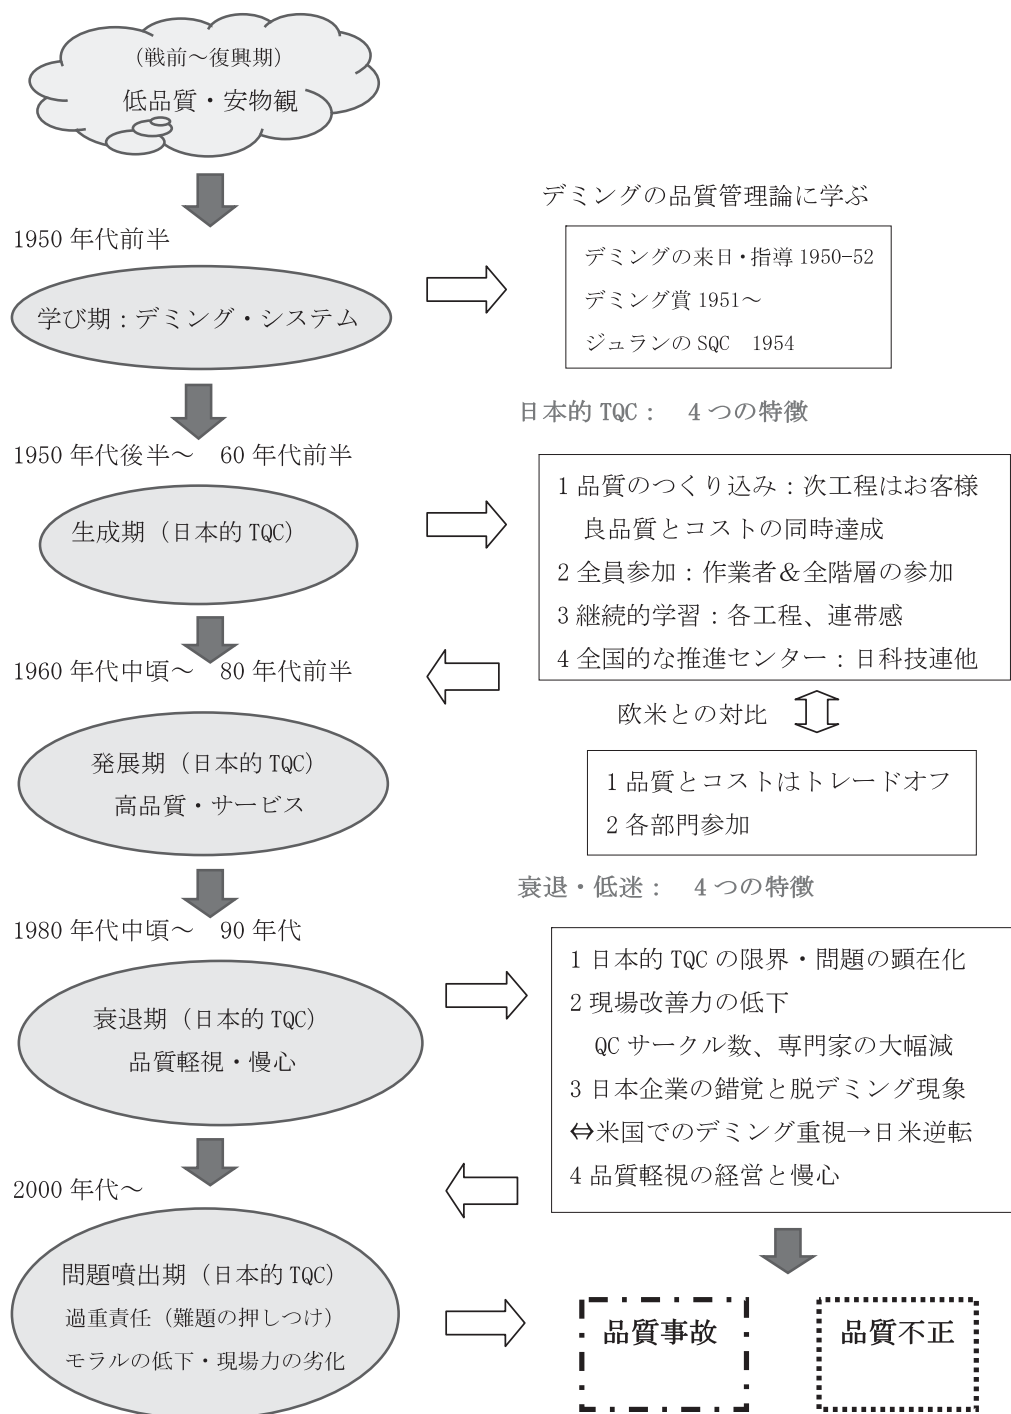 (戦前～復興期)
低品質・安物観
1950 年代前半
学び期：デミング・システム
デミングの品質管理論に学ぶ
デミングの来日・指導 1950-52
デミング賞 1951～
ジュランの SQC　1954
1950 年代後半～　60 年代前半
生成期（日本的 TQC）
日本的 TQC：　4 つの特徴
1 品質のつくり込み：次工程はお客様
良品質とコストの同時達成
2 全員参加：作業者＆全階層の参加
3 継続的学習：各工程、連帯感
4 全国的な推進センター：日科技連他
1960 年代中頃～　80 年代前半
発展期（日本的 TQC）
高品質・サービス
欧米との対比
1 品質とコストはトレードオフ
2 各部門参加
1980 年代中頃～　90 年代
衰退期（日本的 TQC）
品質軽視・慢心
衰退・低迷：　4 つの特徴
1 日本的 TQC の限界・問題の顕在化
2 現場改善力の低下
QC サークル数、専門家の大幅減
3 日本企業の錯覚と脱デミング現象
⇔米国でのデミング重視→日米逆転
4 品質軽視の経営と慢心
2000 年代～
問題噴出期（日本的 TQC）
過重責任（難題の押しつけ）
モラルの低下・現場力の劣化
品質事故
品質不正